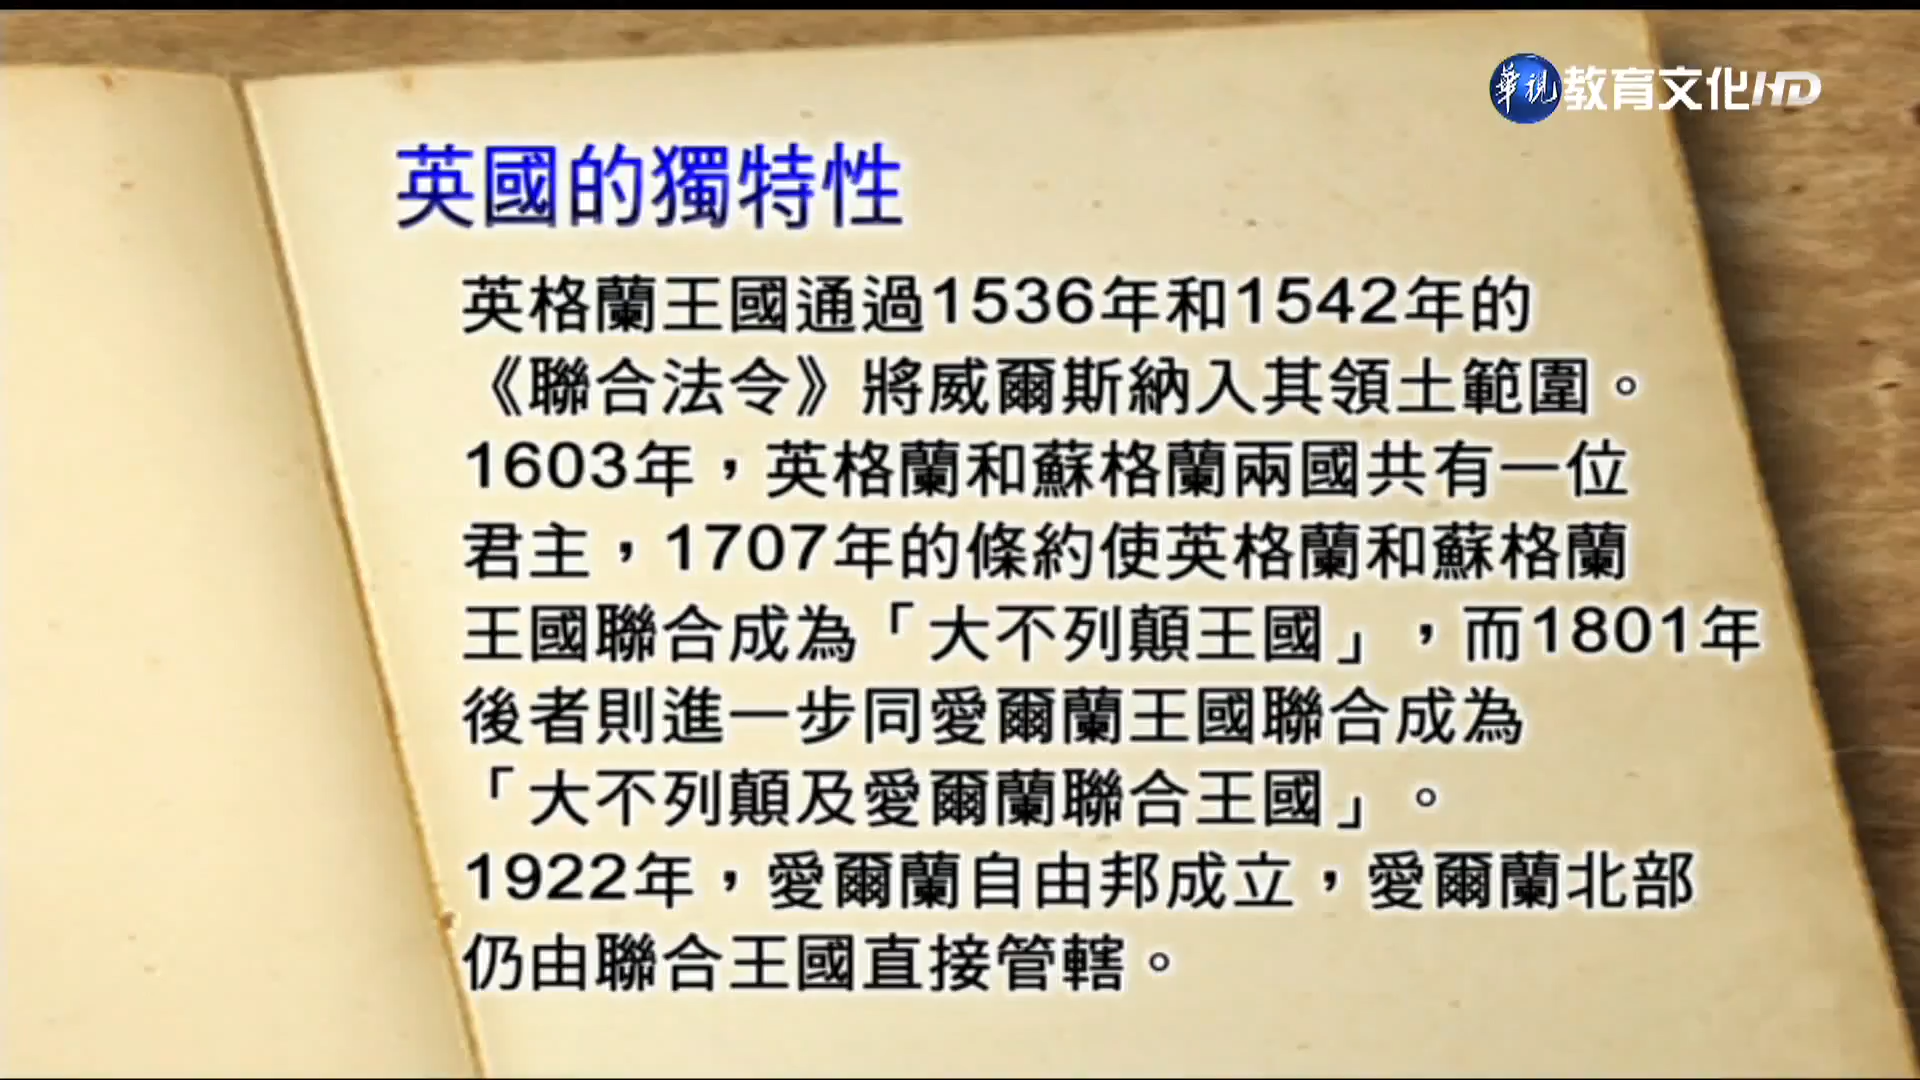 華視 教育文化HD
英國的獨特性
英格蘭王國通過1536年和1542年的
《聯合法令》將威爾斯納入其領土範圍。
1603年，英格蘭和蘇格蘭兩國共有一位
君主，1707年的條約使英格蘭和蘇格蘭
王國聯合成為「大不列顛王國」，而1801年
後者則進一步同愛爾蘭王國聯合成為
「大不列顛及愛爾蘭聯合王國」。
1922年，愛爾蘭自由邦成立，愛爾蘭北部
仍由聯合王國直接管轄。